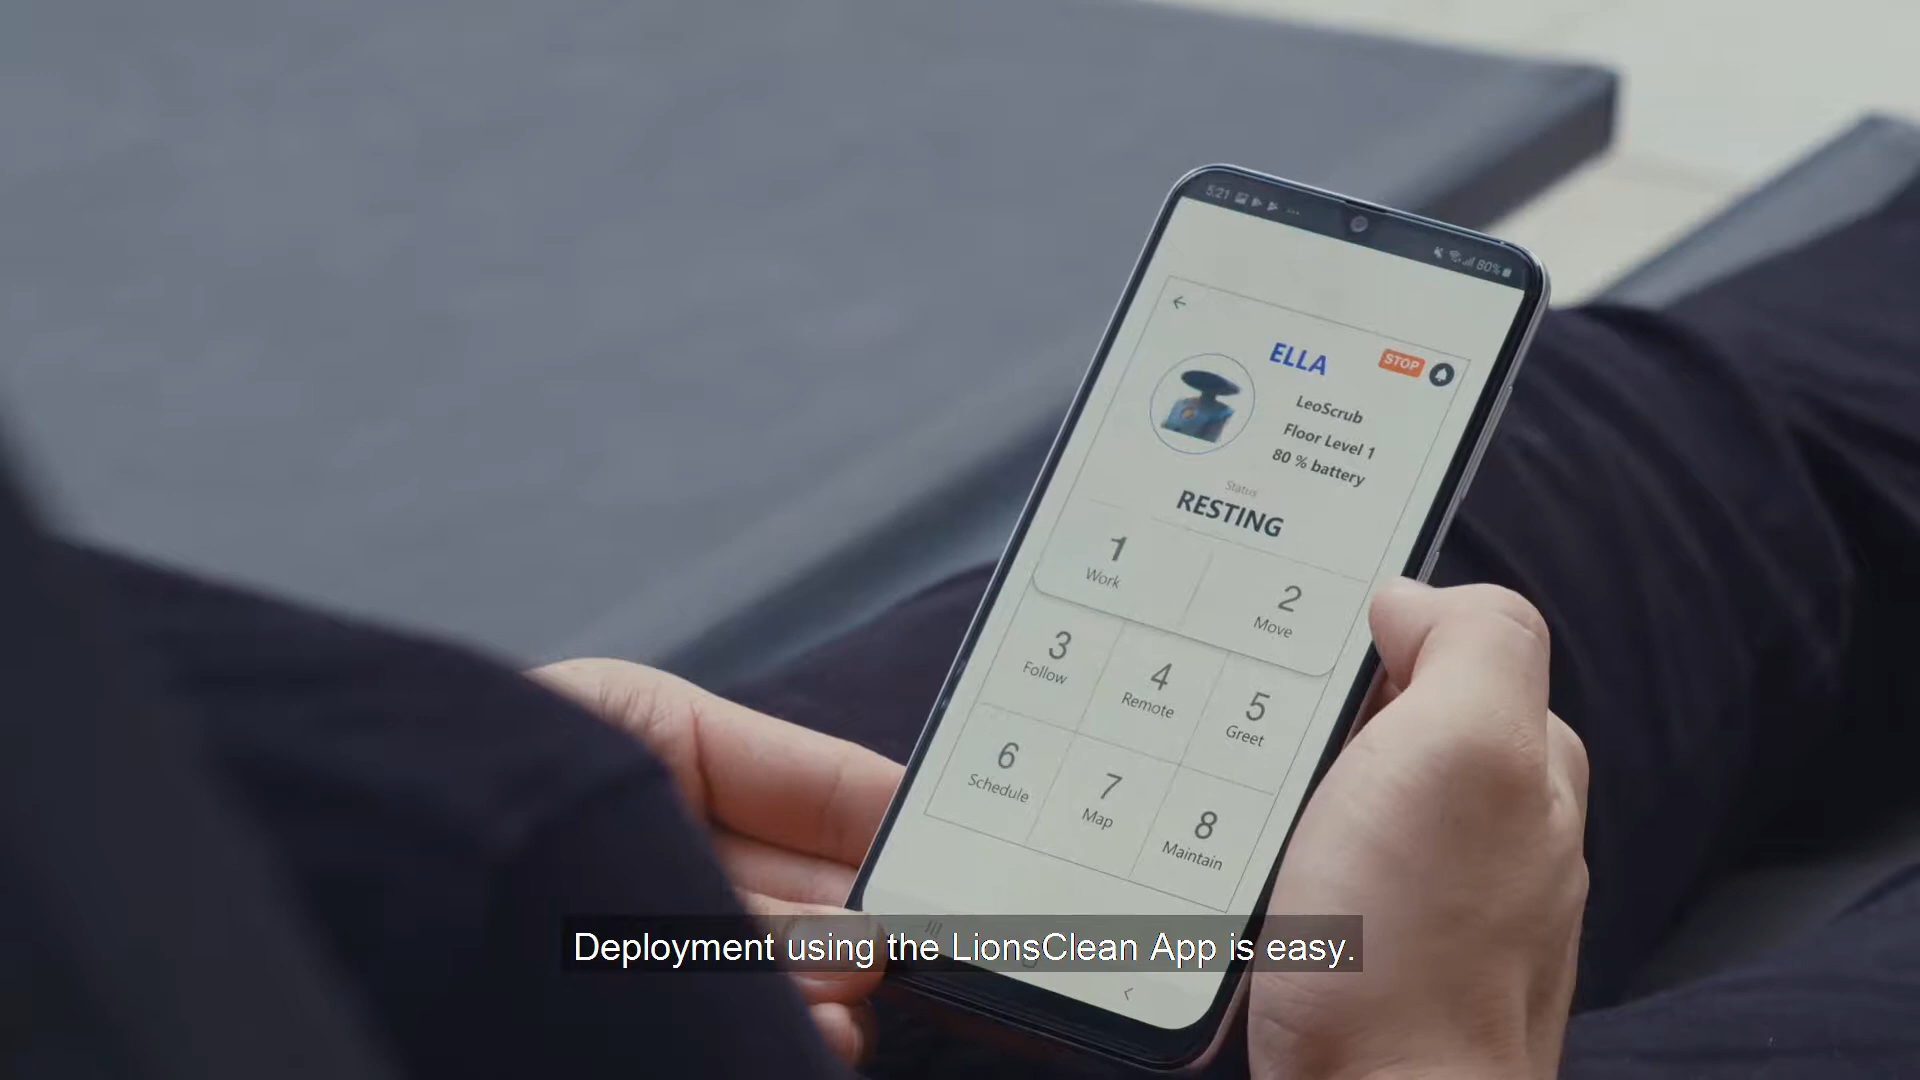 5:21
80%
ELLA
STOP
LeoScrub
Floor Level 1
80 % battery
Status
RESTING
1
Work
2
Move
3
Follow
4
Remote
5
Greet
6
Schedule
7
Map
8
Maintain
Deployment using the LionsClean App is easy.